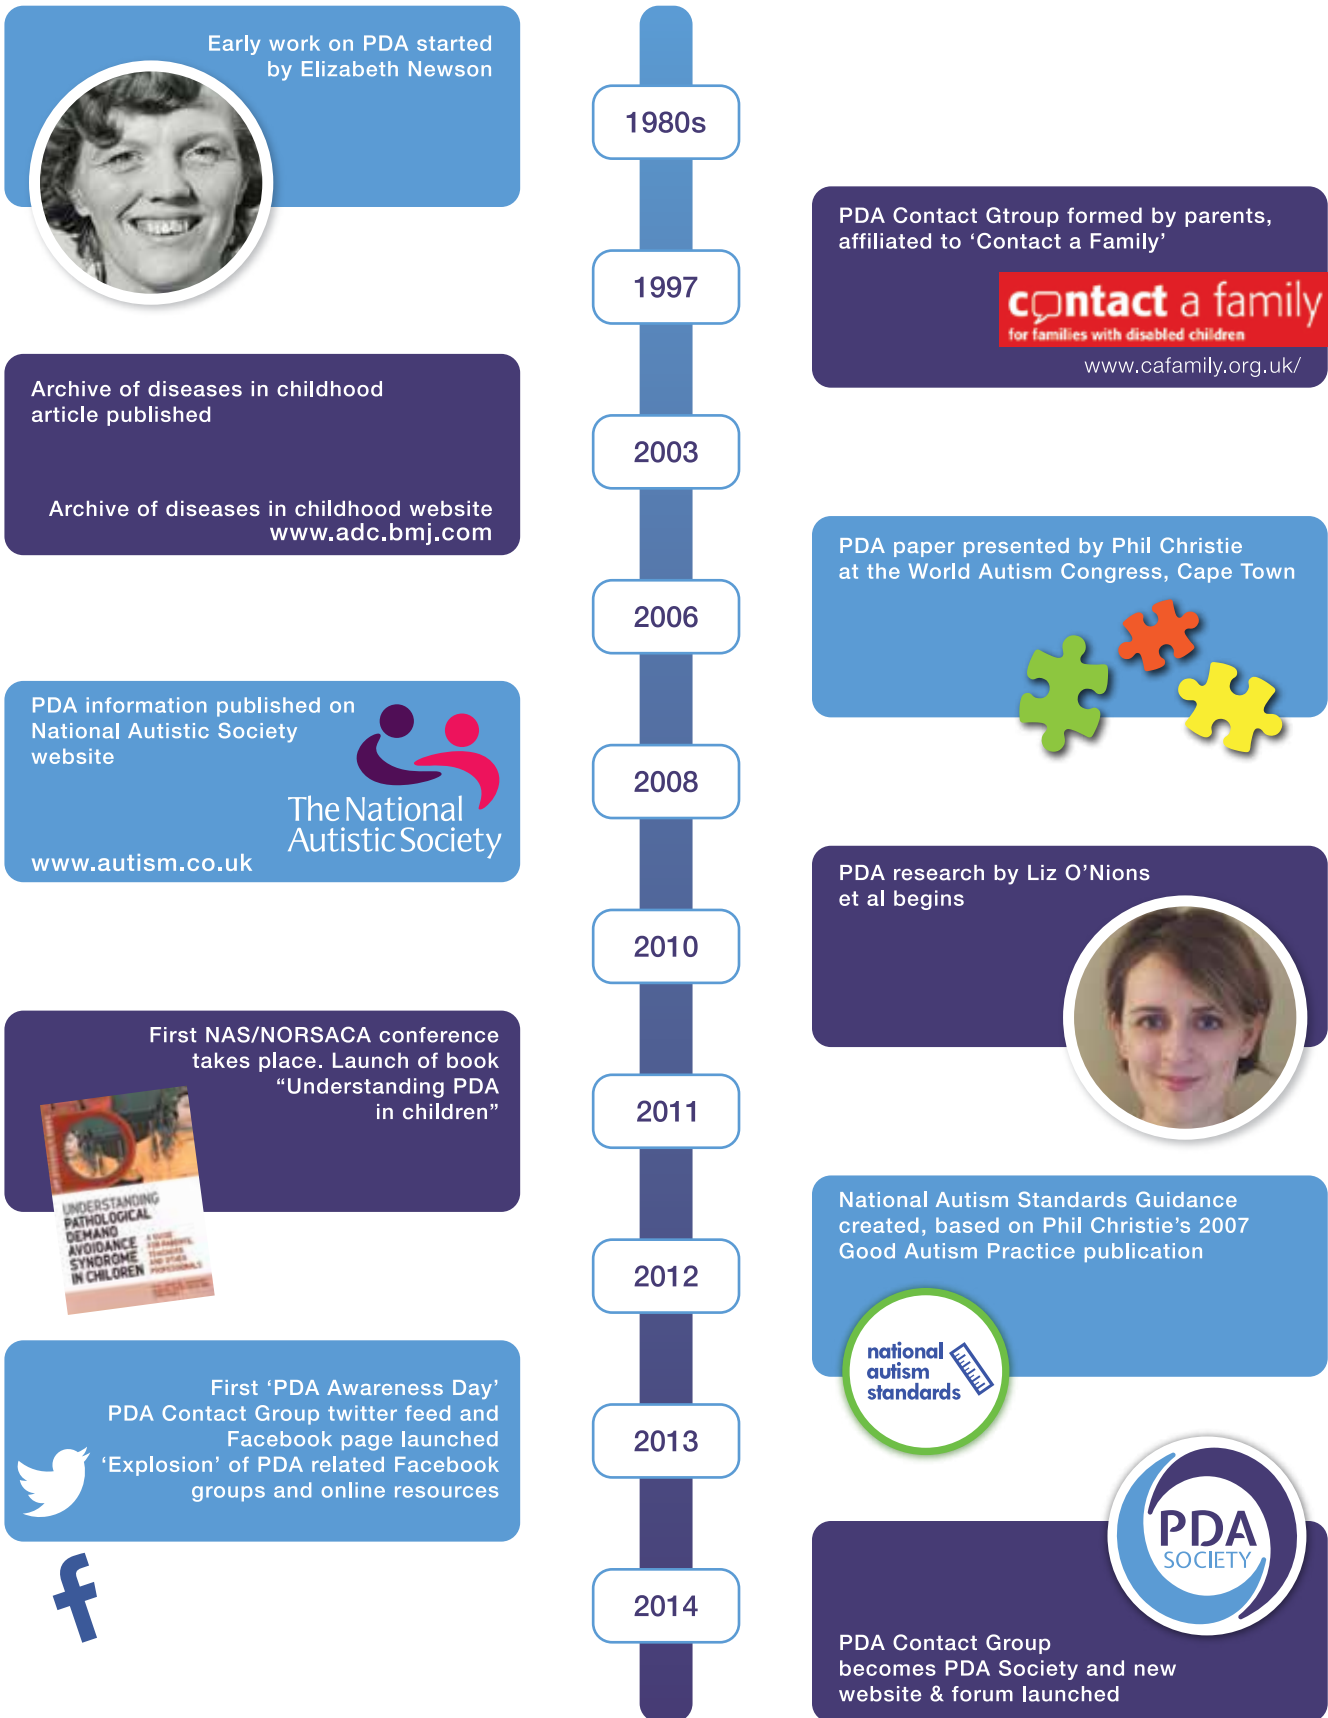 Early work on PDA started
by Elizabeth Newson
1980s
PDA Contact Gtroup formed by parents,
affiliated to ‘Contact a Family’
contact a family
for families with disabled children
www.cafamily.org.uk/
1997
Archive of diseases in childhood
article published
Archive of diseases in childhood website
www.adc.bmj.com
2003
PDA paper presented by Phil Christie
at the World Autism Congress, Cape Town
2006
PDA information published on
National Autistic Society
website
The National
Autistic Society
www.autism.co.uk
2008
PDA research by Liz O’Nions
et al begins
2010
First NAS/NORSACA conference
takes place. Launch of book
“Understanding PDA
in children”
UNDERSTANDING
PATHOLOGICAL
DEMAND
AVOIDANCE
SYNDROME
IN CHILDREN
A GUIDE
FOR PARENTS,
TEACHERS
AND OTHER
PROFESSIONALS
2011
National Autism Standards Guidance
created, based on Phil Christie’s 2007
Good Autism Practice publication
national
autism
standards
2012
First ‘PDA Awareness Day’
PDA Contact Group twitter feed and
Facebook page launched
‘Explosion’ of PDA related Facebook
groups and online resources
f
2013
PDA
SOCIETY
PDA Contact Group
becomes PDA Society and new
website & forum launched
2014